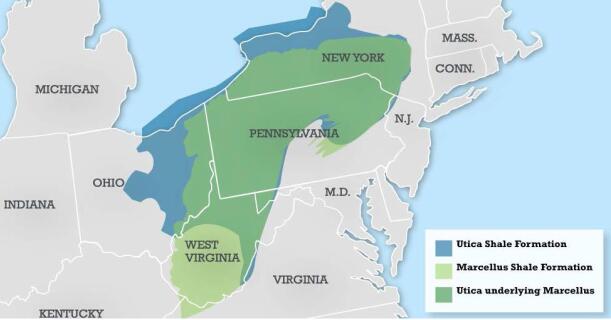 MASS.
NEW YORK
CONN.
MICHIGAN
N.J.
PENNSYLVANIA
OHIO
M.D.
INDIANA
WEST
VIRGINIA
VIRGINIA
KENTUCKY
Utica Shale Formation
Marcellus Shale Formation
Utica underlying Marcellus